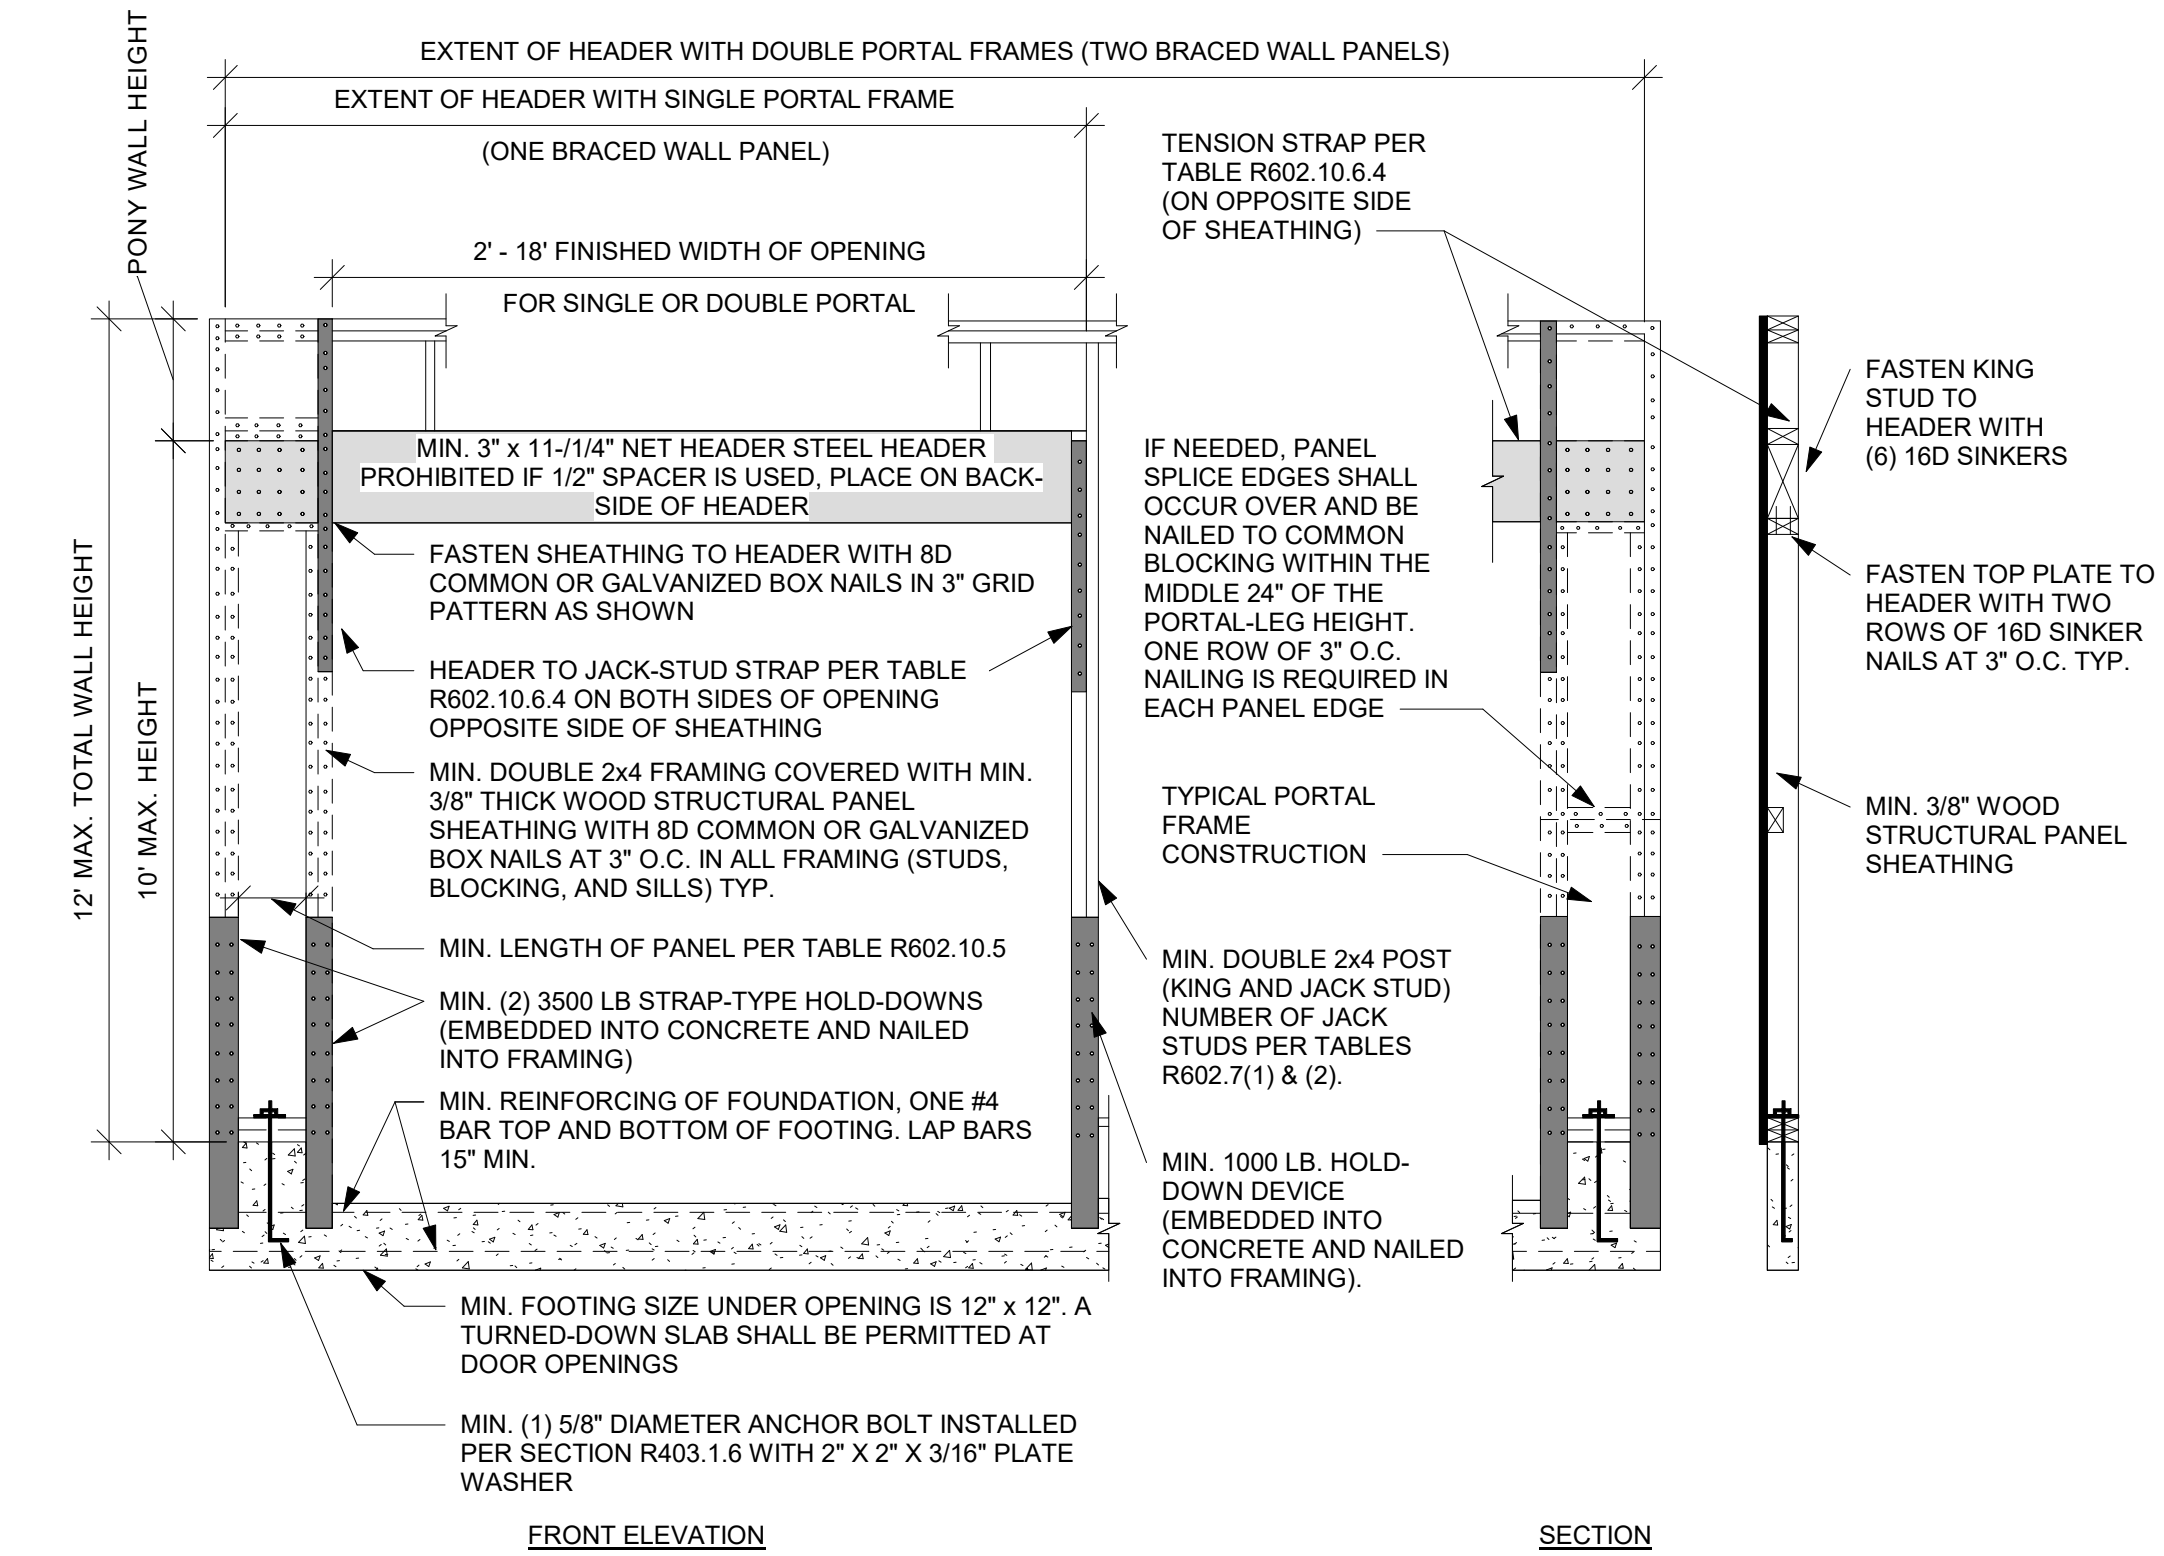 EXTENT OF HEADER WITH DOUBLE PORTAL FRAMES (TWO BRACED WALL PANELS)
EXTENT OF HEADER WITH SINGLE PORTAL FRAME
(ONE BRACED WALL PANEL)
2' - 18' FINISHED WIDTH OF OPENING
FOR SINGLE OR DOUBLE PORTAL
PONY WALL HEIGHT
12' MAX. TOTAL WALL HEIGHT
10' MAX. HEIGHT
MIN. 3" x 11-/1/4" NET HEADER STEEL HEADER
PROHIBITED IF 1/2" SPACER IS USED, PLACE ON BACK-
SIDE OF HEADER
FASTEN SHEATHING TO HEADER WITH 8D
COMMON OR GALVANIZED BOX NAILS IN 3" GRID
PATTERN AS SHOWN
HEADER TO JACK-STUD STRAP PER TABLE
R602.10.6.4 ON BOTH SIDES OF OPENING
OPPOSITE SIDE OF SHEATHING
MIN. DOUBLE 2x4 FRAMING COVERED WITH MIN.
3/8" THICK WOOD STRUCTURAL PANEL
SHEATHING WITH 8D COMMON OR GALVANIZED
BOX NAILS AT 3" O.C. IN ALL FRAMING (STUDS,
BLOCKING, AND SILLS) TYP.
MIN. LENGTH OF PANEL PER TABLE R602.10.5
MIN. (2) 3500 LB STRAP-TYPE HOLD-DOWNS
(EMBEDDED INTO CONCRETE AND NAILED
INTO FRAMING)
MIN. REINFORCING OF FOUNDATION, ONE #4
BAR TOP AND BOTTOM OF FOOTING. LAP BARS
15" MIN.
MIN. FOOTING SIZE UNDER OPENING IS 12" x 12". A
TURNED-DOWN SLAB SHALL BE PERMITTED AT
DOOR OPENINGS
MIN. (1) 5/8" DIAMETER ANCHOR BOLT INSTALLED
PER SECTION R403.1.6 WITH 2" X 2" X 3/16" PLATE
WASHER
FRONT ELEVATION
TENSION STRAP PER
TABLE R602.10.6.4
(ON OPPOSITE SIDE
OF SHEATHING)
IF NEEDED, PANEL
SPLICE EDGES SHALL
OCCUR OVER AND BE
NAILED TO COMMON
BLOCKING WITHIN THE
MIDDLE 24" OF THE
PORTAL-LEG HEIGHT.
ONE ROW OF 3" O.C.
NAILING IS REQUIRED IN
EACH PANEL EDGE
TYPICAL PORTAL
FRAME
CONSTRUCTION
MIN. DOUBLE 2x4 POST
(KING AND JACK STUD)
NUMBER OF JACK
STUDS PER TABLES
R602.7(1) & (2).
MIN. 1000 LB. HOLD-
DOWN DEVICE
(EMBEDDED INTO
CONCRETE AND NAILED
INTO FRAMING).
FASTEN KING
STUD TO
HEADER WITH
(6) 16D SINKERS
FASTEN TOP PLATE TO
HEADER WITH TWO
ROWS OF 16D SINKER
NAILS AT 3" O.C. TYP.
MIN. 3/8" WOOD
STRUCTURAL PANEL
SHEATHING
SECTION